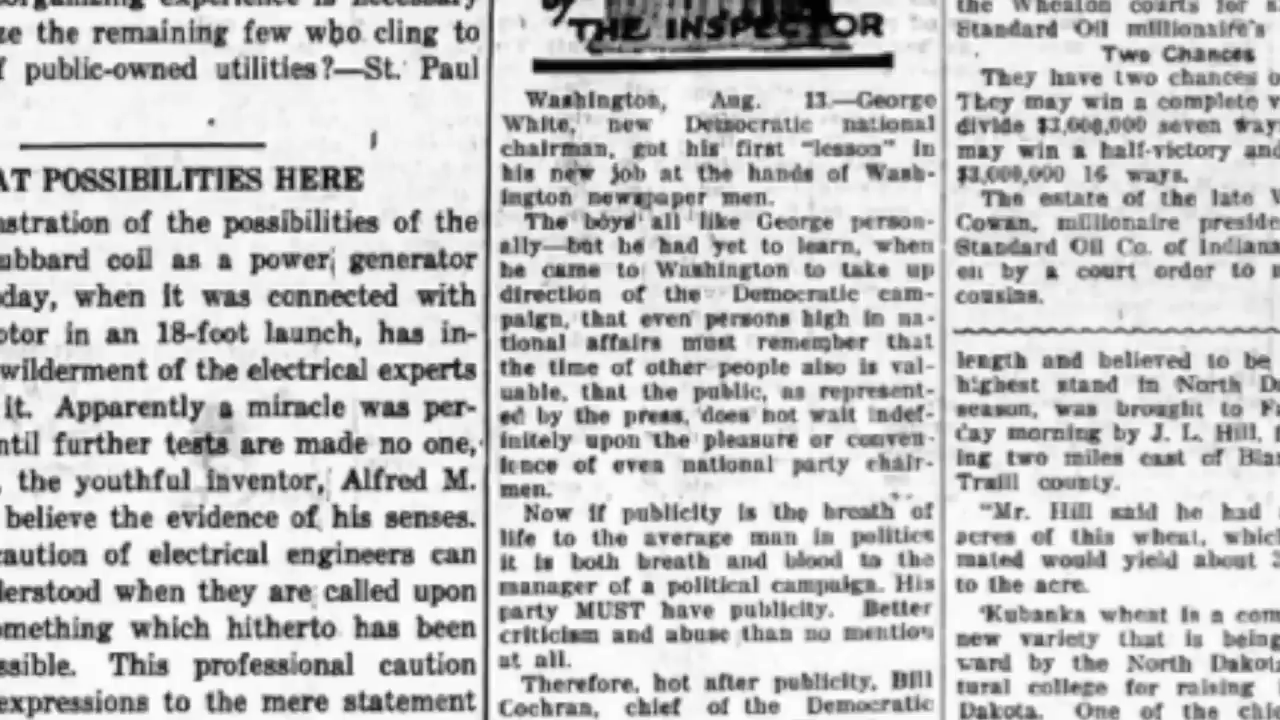 organizing experience is necessary
ze the remaining few who cling to
f public-owned utilities?—St. Paul
AT POSSIBILITIES HERE
stration of the possibilities of the
ubbard coil as a power generator
day, when it was connected with
otor in an 18-foot launch, has in-
wilderment of the electrical experts
it. Apparently a miracle was per-
ntil further tests are made no one,
the youthful inventor, Alfred M.
believe the evidence of his senses.
caution of electrical engineers can
derstood when they are called upon
omething which hitherto has been
ssible. This professional caution
expressions to the mere statement
by
THE INSPECTOR
Washington, Aug. 13.—George
White, new Democratic national
chairman, got his first "lesson" in
his new job at the hands of Wash-
ington newspaper men.
The boys all like George person-
ally—but he had yet to learn, when
he came to Washington to take up
direction of the Democratic cam-
paign, that even persons high in na-
tional affairs must remember that
the time of other people also is val-
uable, that the public, as represent-
ed by the press, does not wait indef-
initely upon the pleasure or conven-
ience of even national party chair-
men.
Now if publicity is the breath of
life to the average man in politics
it is both breath and blood to the
manager of a political campaign. His
party MUST have publicity. Better
criticism and abuse than no mention
at all.
Therefore, hot after publicity, Bill
Cochran, chief of the Democratic
the Wheaton courts for
Standard Oil millionaire's
Two Chances
They have two chances o
They may win a complete v
divide $3,000,000 seven way
may win a half-victory and
$3,000,000 16 ways.
The estate of the late
Cowan, millionaire preside
Standard Oil Co. of Indiana
en by a court order to
cousins.
length and believed to be
highest stand in North D
season, was brought to F
day morning by J. L. Hill,
ing two miles east of Blan
Traill county.
"Mr. Hill said he had
acres of this wheat, which
mated would yield about 3
to the acre.
"Kubanka wheat is a com
new variety that is being
ward by the North Dakota
tural college for raising
Dakota. One of the chie